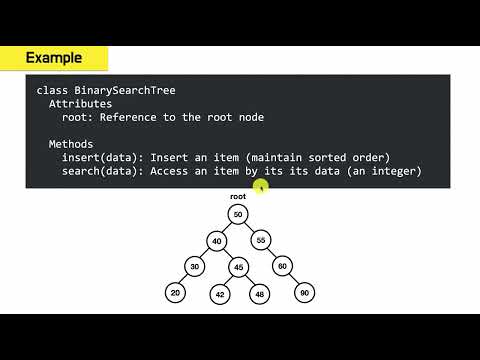 Example
class BinarySearchTree
Attributes
root: Reference to the root node
Methods
insert(data): Insert an item (maintain sorted order)
search(data): Access an item by its its data (an integer)
root
50
40 55
30 45 60
20 42 48 90